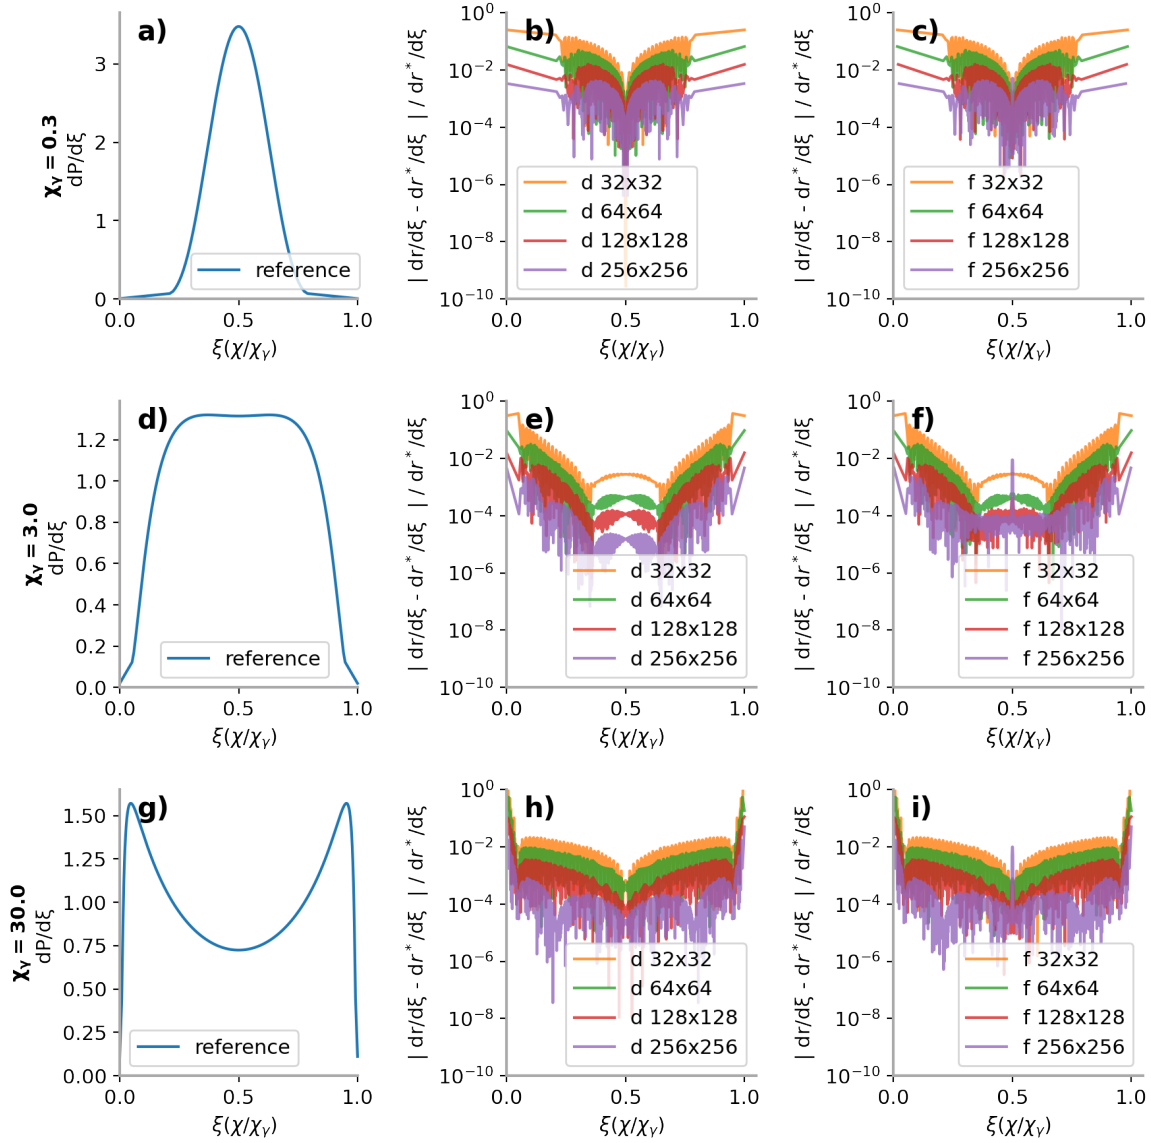 a)
3
2
1
0
0.0 0.5 1.0
ξ(χ/χγ)
χγ = 0.3
dP/dξ
reference
b)
10^0
10^−2
10^−4
10^−6
10^−8
10^−10
0.0 0.5 1.0
ξ(χ/χγ)
| dr/dξ - dr*/dξ | / dr*/dξ
d 32x32
d 64x64
d 128x128
d 256x256
c)
10^0
10^−2
10^−4
10^−6
10^−8
10^−10
0.0 0.5 1.0
ξ(χ/χγ)
| dr/dξ - dr*/dξ | / dr*/dξ
f 32x32
f 64x64
f 128x128
f 256x256
d)
1.2
1.0
0.8
0.6
0.4
0.2
0.0
0.0 0.5 1.0
ξ(χ/χγ)
χγ = 3.0
dP/dξ
reference
e)
10^0
10^−2
10^−4
10^−6
10^−8
10^−10
0.0 0.5 1.0
ξ(χ/χγ)
| dr/dξ - dr*/dξ | / dr*/dξ
d 32x32
d 64x64
d 128x128
d 256x256
f)
10^0
10^−2
10^−4
10^−6
10^−8
10^−10
0.0 0.5 1.0
ξ(χ/χγ)
| dr/dξ - dr*/dξ | / dr*/dξ
f 32x32
f 64x64
f 128x128
f 256x256
g)
1.50
1.25
1.00
0.75
0.50
0.25
0.00
0.0 0.5 1.0
ξ(χ/χγ)
χγ = 30.0
dP/dξ
reference
h)
10^0
10^−2
10^−4
10^−6
10^−8
10^−10
0.0 0.5 1.0
ξ(χ/χγ)
| dr/dξ - dr*/dξ | / dr*/dξ
d 32x32
d 64x64
d 128x128
d 256x256
i)
10^0
10^−2
10^−4
10^−6
10^−8
10^−10
0.0 0.5 1.0
ξ(χ/χγ)
| dr/dξ - dr*/dξ | / dr*/dξ
f 32x32
f 64x64
f 128x128
f 256x256